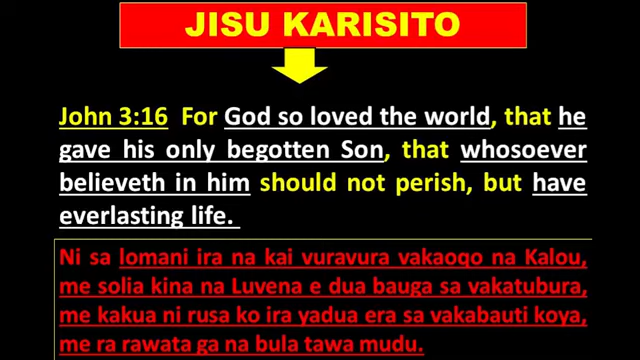 JISU KARISITO
John 3:16 For God so loved the world, that he
gave his only begotten Son, that whosoever
believeth in him should not perish, but have
everlasting life.
Ni sa lomani ira na kai vuravura vakaoqo na Kalou,
me solia kina na Luvena e dua bauga sa vakatubura,
me kakua ni rusa ko ira yadua era sa vakabauti koya,
me ra rawata ga na bula tawa mudu.